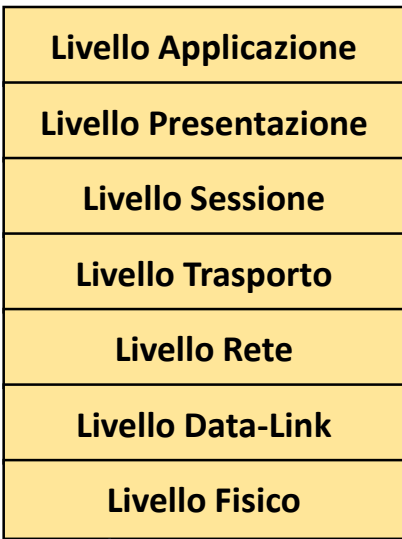 Livello Applicazione
Livello Presentazione
Livello Sessione
Livello Trasporto
Livello Rete
Livello Data-Link
Livello Fisico